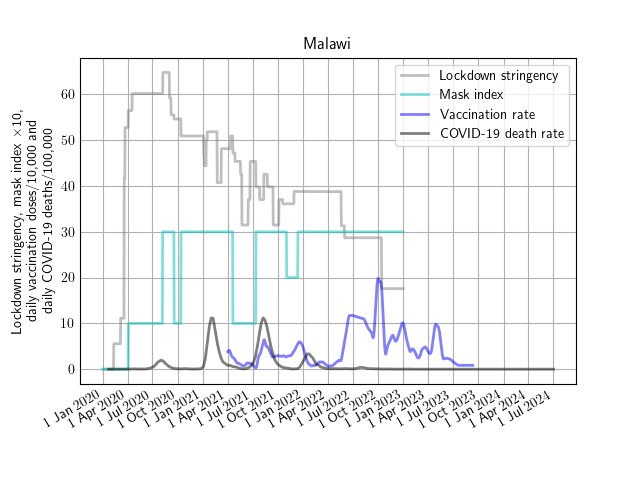 Malawi
Lockdown stringency
Mask index
Vaccination rate
COVID-19 death rate
Lockdown stringency, mask index ×10,
daily vaccination doses/10,000 and
daily COVID-19 deaths/100,000
60
50
40
30
20
10
0
1 Jan 2020
1 Apr 2020
1 Jul 2020
1 Oct 2020
1 Jan 2021
1 Apr 2021
1 Jul 2021
1 Oct 2021
1 Jan 2022
1 Apr 2022
1 Jul 2022
1 Oct 2022
1 Jan 2023
1 Apr 2023
1 Jul 2023
1 Oct 2023
1 Jan 2024
1 Apr 2024
1 Jul 2024